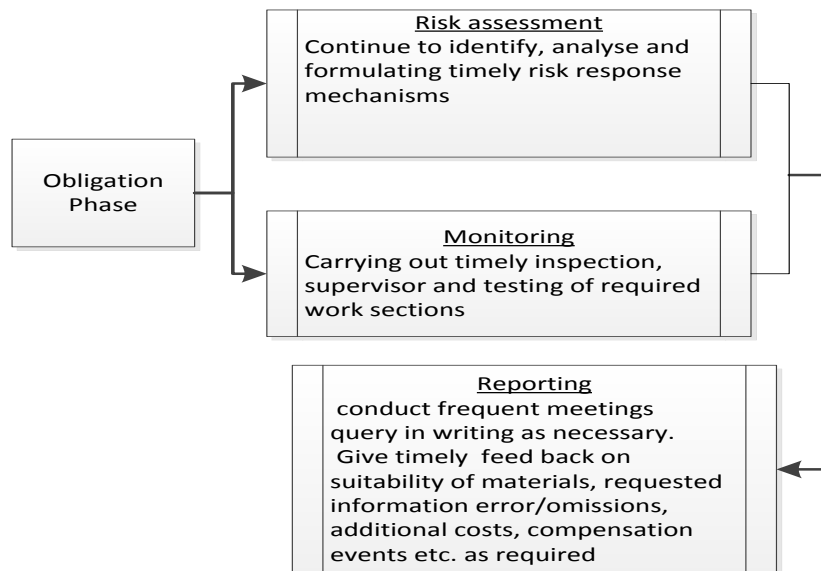 Risk assessment
Continue to identify, analyse and
formulating timely risk response
mechanisms
Obligation
Phase
Monitoring
Carrying out timely inspection,
supervisor and testing of required
work sections
Reporting
conduct frequent meetings
query in writing as necessary.
Give timely feed back on
suitability of materials, requested
information error/omissions,
additional costs, compensation
events etc. as required